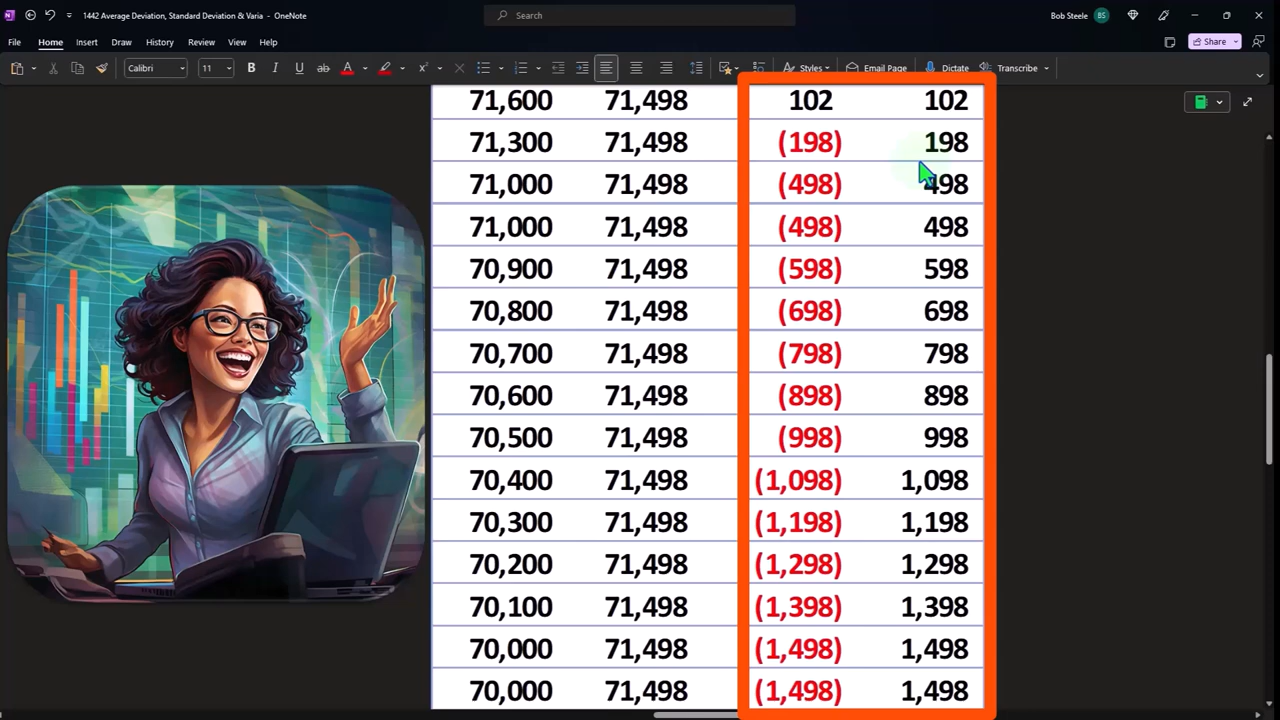 1442 Average Deviation, Standard Deviation & Varia - OneNote
Search
Bob Steele BS
File Home Insert Draw History Review View Help
Share
Calibri 11 B I U ab A x² A Styles Email Page Dictate Transcribe
71,600 71,498 102 102
71,300 71,498 (198) 198
71,000 71,498 (498) 498
71,000 71,498 (498) 498
70,900 71,498 (598) 598
70,800 71,498 (698) 698
70,700 71,498 (798) 798
70,600 71,498 (898) 898
70,500 71,498 (998) 998
70,400 71,498 (1,098) 1,098
70,300 71,498 (1,198) 1,198
70,200 71,498 (1,298) 1,298
70,100 71,498 (1,398) 1,398
70,000 71,498 (1,498) 1,498
70,000 71,498 (1,498) 1,498